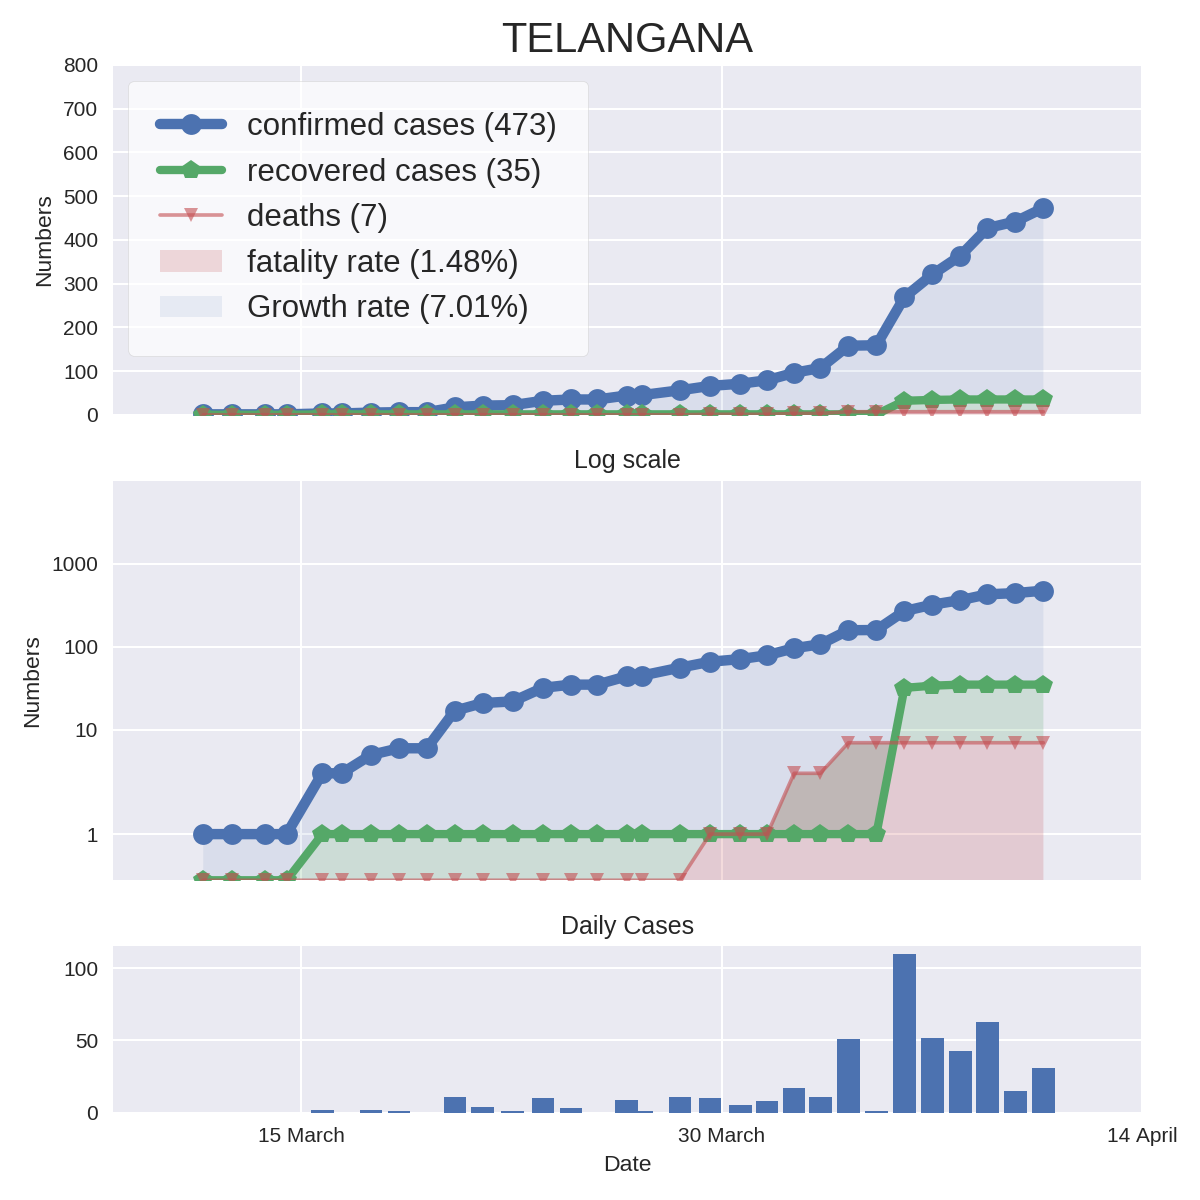 TELANGANA
800
700
600
500
400
300
200
100
0
Numbers
confirmed cases (473)
recovered cases (35)
deaths (7)
fatality rate (1.48%)
Growth rate (7.01%)
Log scale
1000
100
10
1
Numbers
Daily Cases
100
50
0
15 March
30 March
14 April
Date